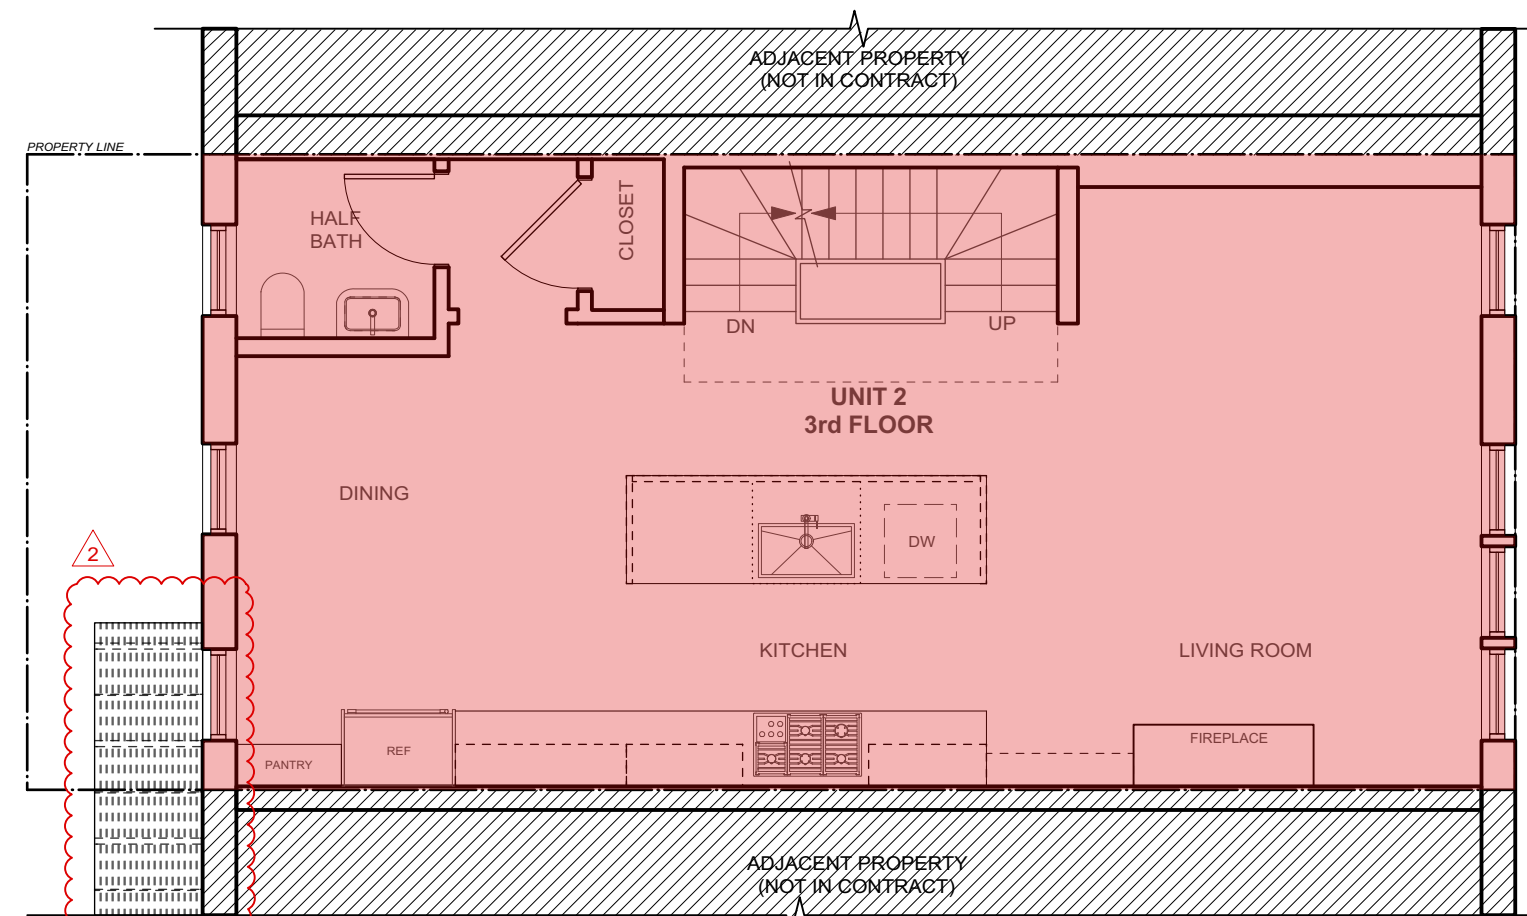 ADJACENT PROPERTY
(NOT IN CONTRACT)
PROPERTY LINE
HALF
BATH
CLOSET
DN
UP
UNIT 2
3rd FLOOR
DINING
2
DW
KITCHEN
LIVING ROOM
PANTRY
REF
FIREPLACE
ADJACENT PROPERTY
(NOT IN CONTRACT)